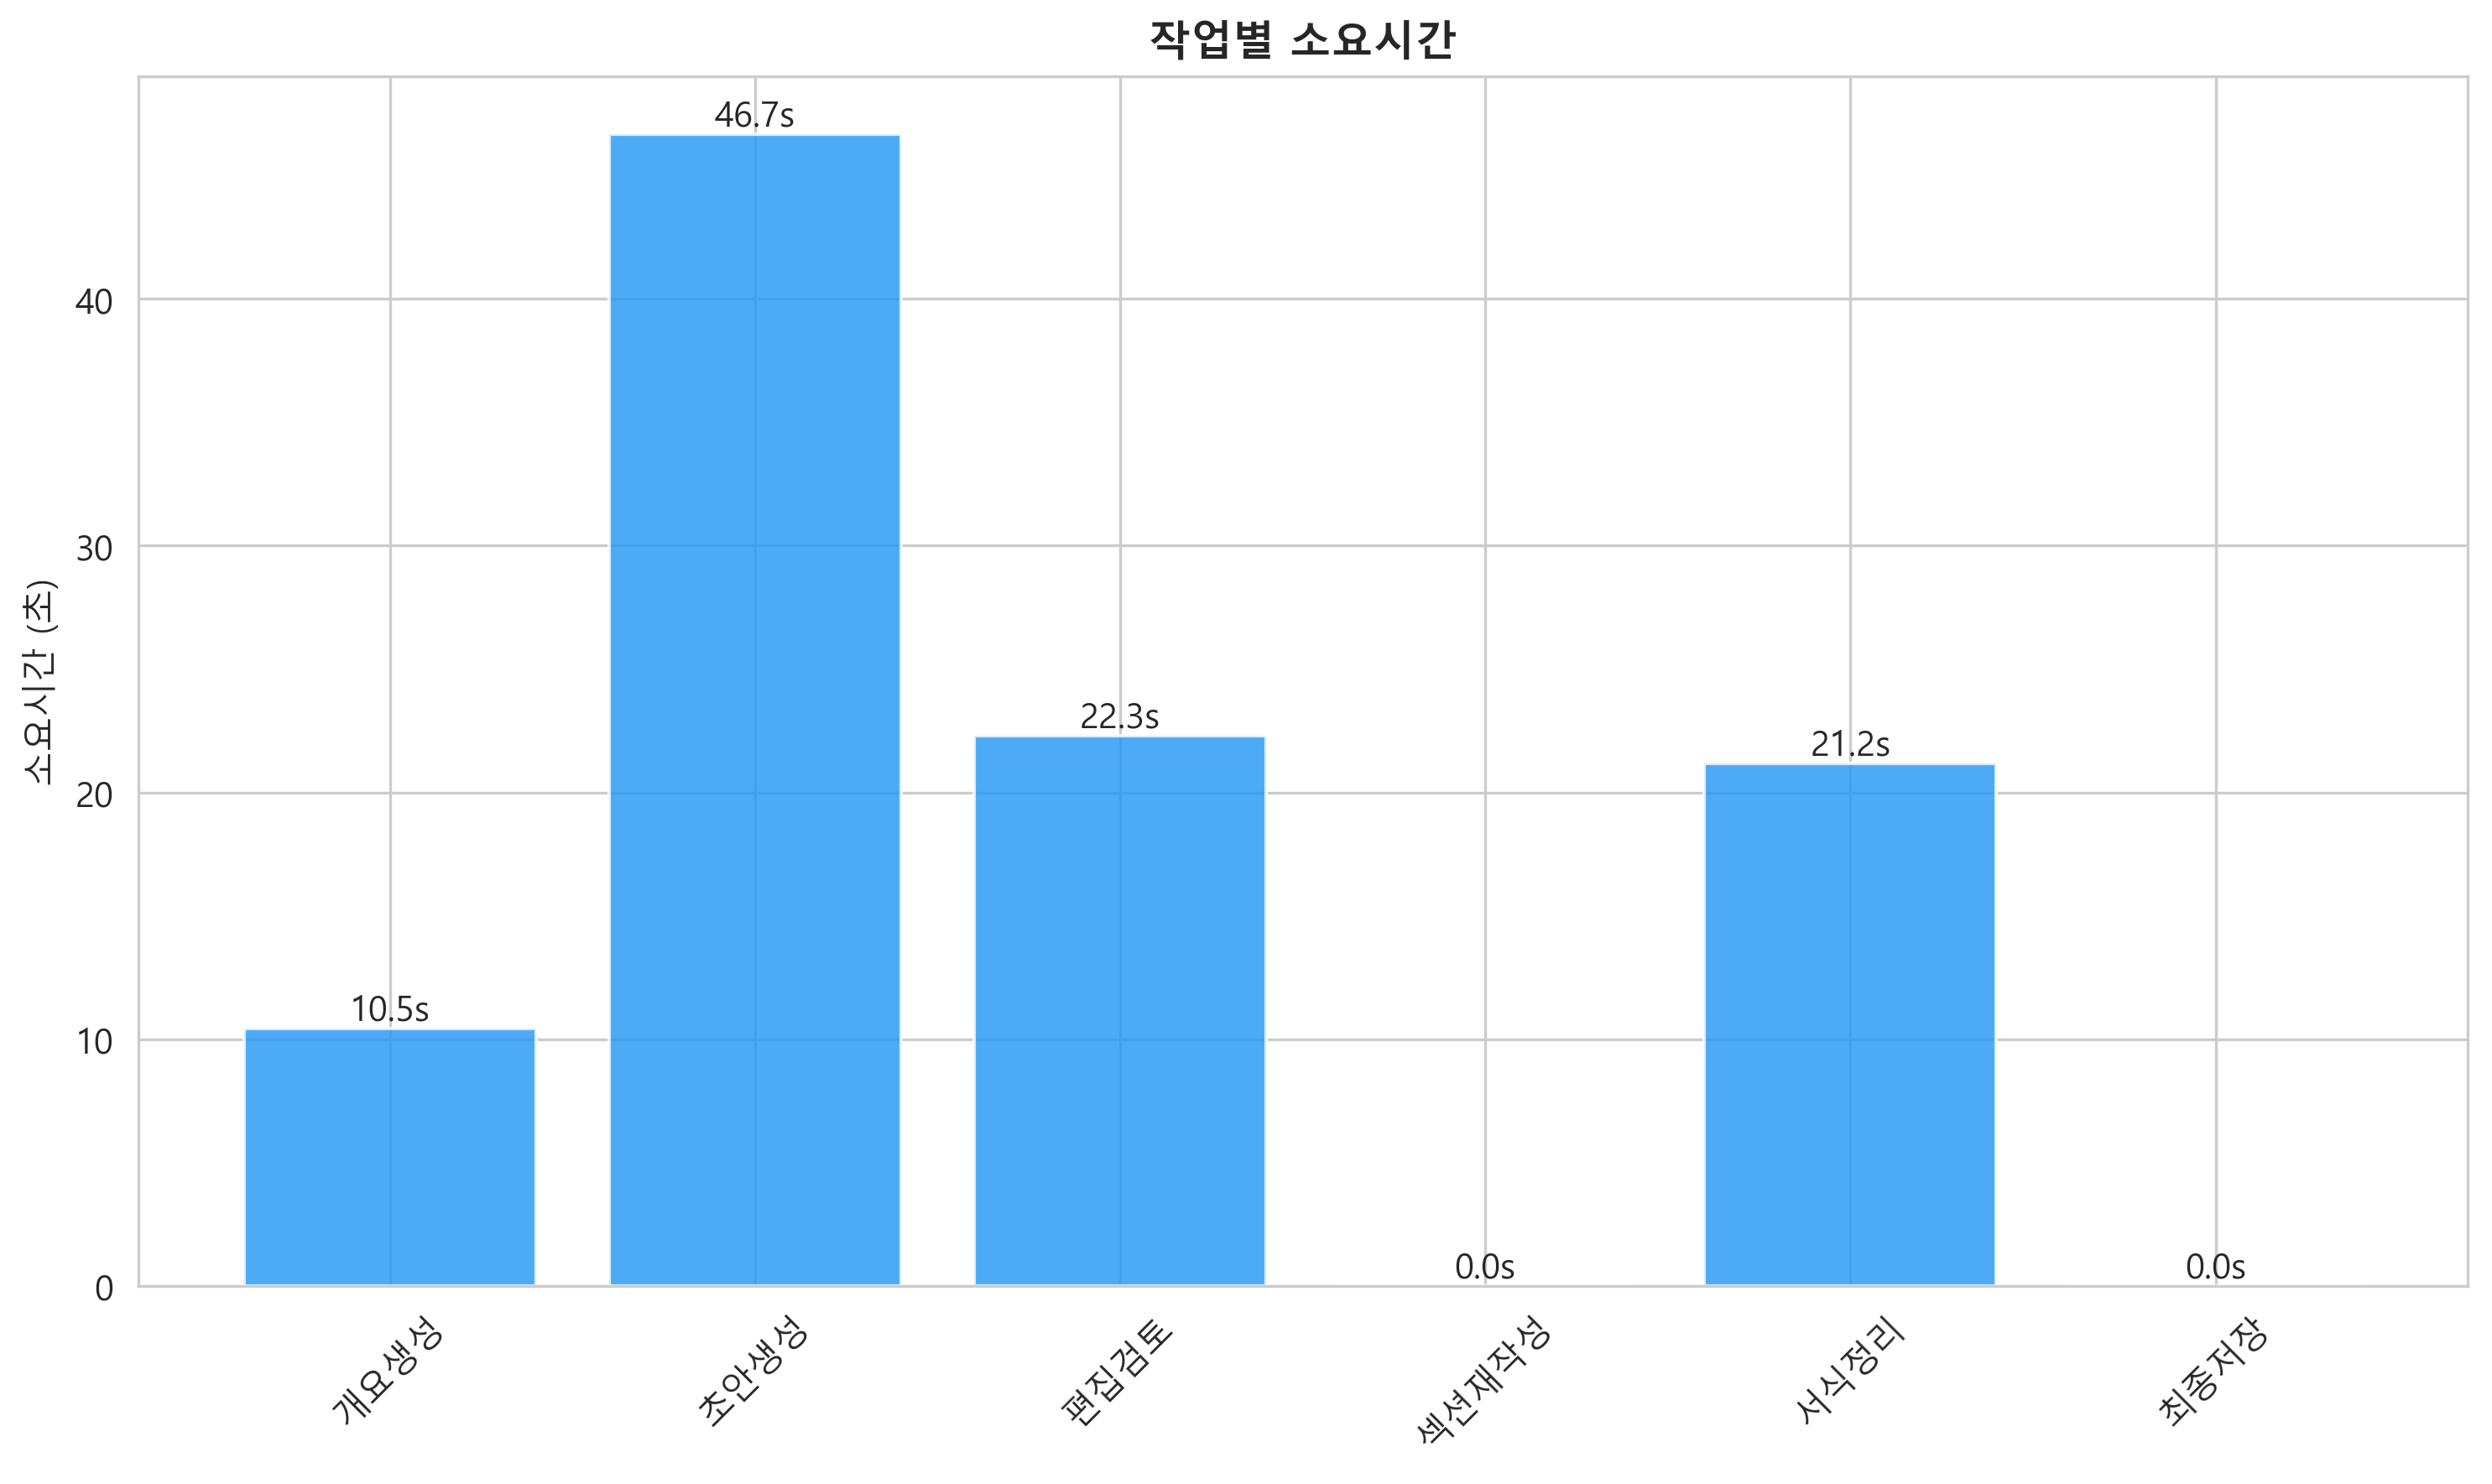 작업별 소요시간
소요시간 (초)
40
30
20
10
0
10.5s
46.7s
22.3s
0.0s
21.2s
0.0s
개요생성
초안생성
편집검토
섹션재작성
서식정리
최종저장